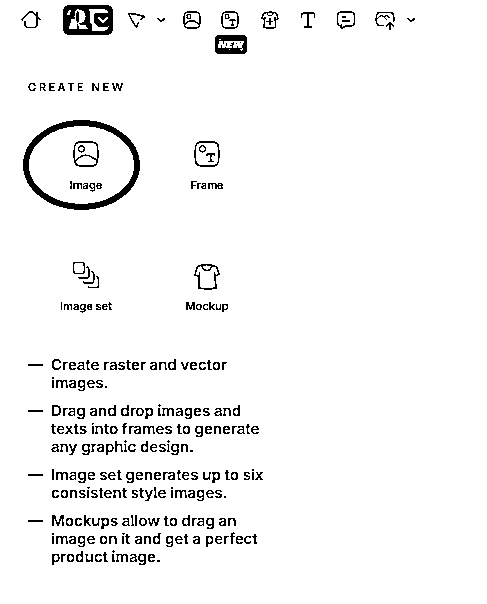 NEW
CREATE NEW
Image
Frame
Image set
Mockup
— Create raster and vector
images.
— Drag and drop images and
texts into frames to generate
any graphic design.
— Image set generates up to six
consistent style images.
— Mockups allow to drag an
image on it and get a perfect
product image.